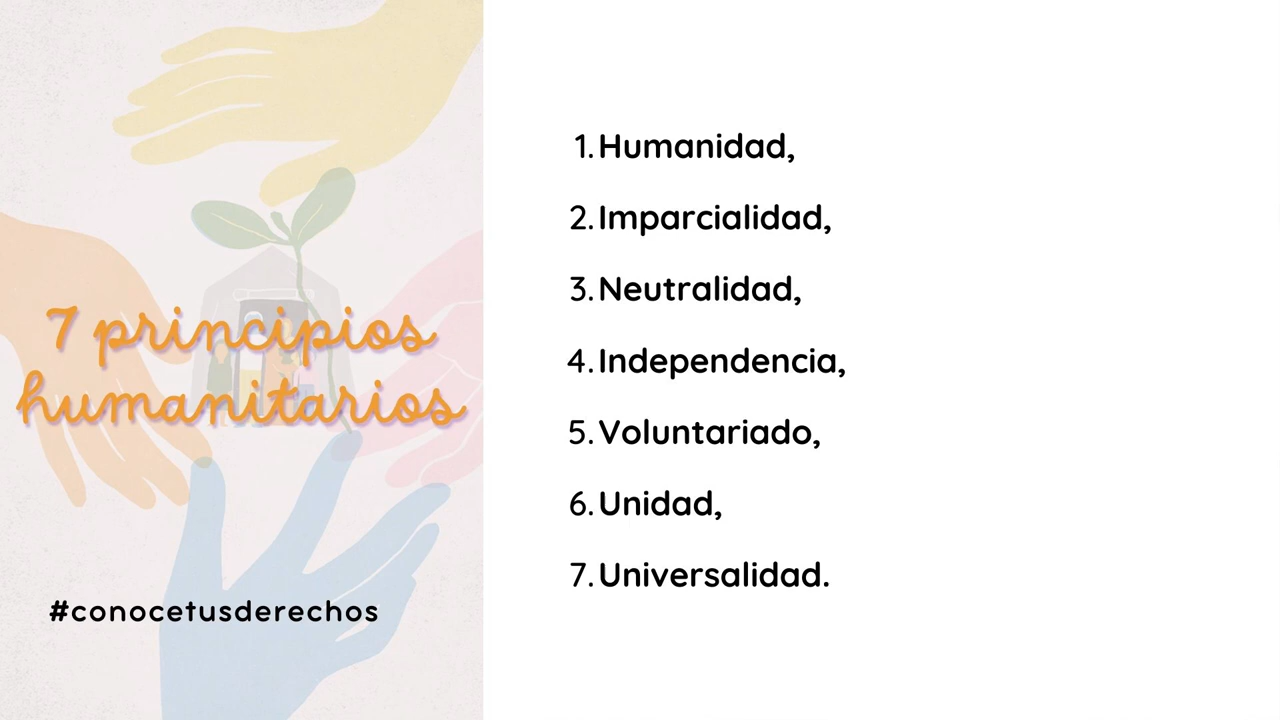 7 principios
humanitarios
#conocetusderechos
1. Humanidad,
2. Imparcialidad,
3. Neutralidad,
4. Independencia,
5. Voluntariado,
6. Unidad,
7. Universalidad.